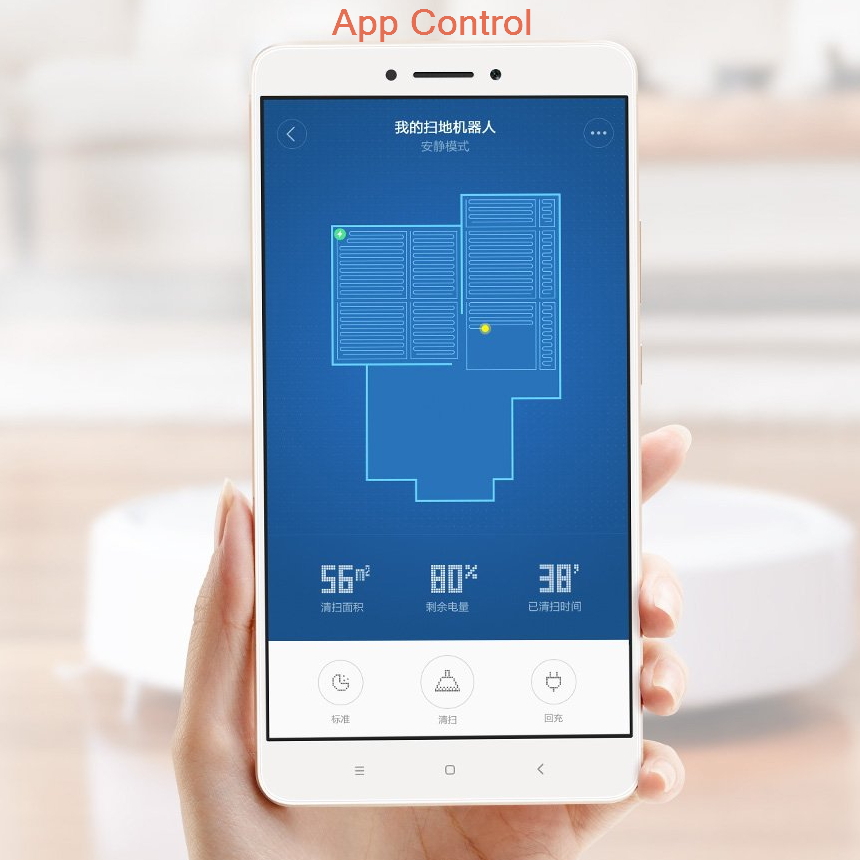 App Control
我的扫地机器人
安静模式
56m²
80%
38'
清扫面积
剩余电量
已清扫时间
标准
清扫
回充